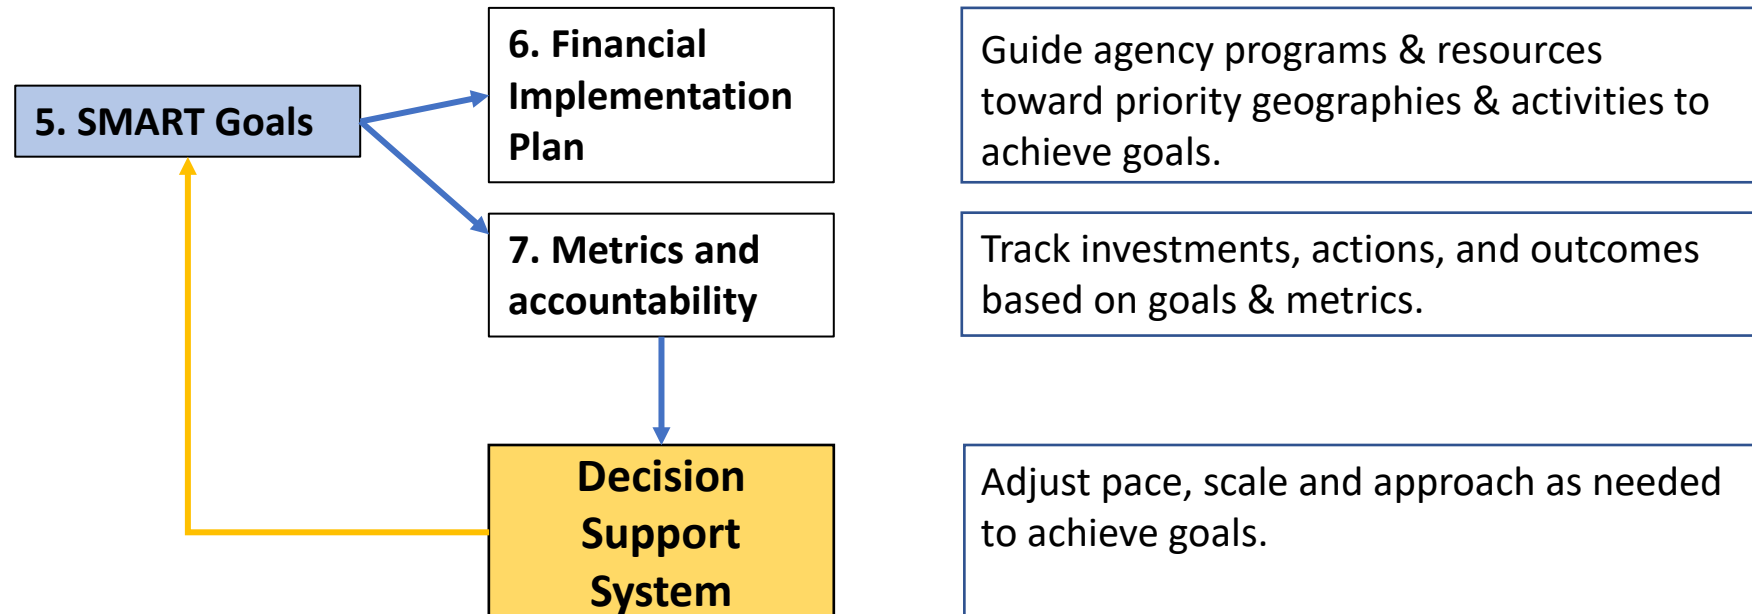 6. Financial
Implementation
Plan
Guide agency programs & resources
toward priority geographies & activities to
achieve goals.
5. SMART Goals
7. Metrics and
accountability
Track investments, actions, and outcomes
based on goals & metrics.
Decision
Support
System
Adjust pace, scale and approach as needed
to achieve goals.